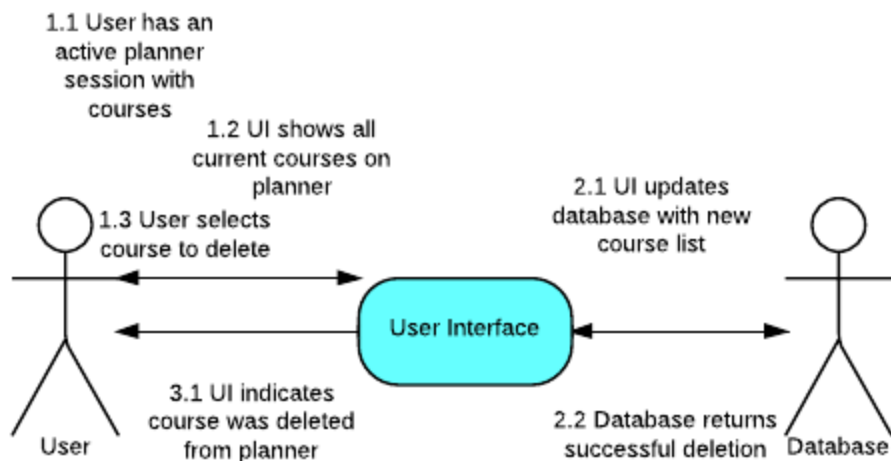 1.1 User has an
active planner
session with
courses
1.2 UI shows all
current courses on
planner
1.3 User selects
course to delete
2.1 UI updates
database with new
course list
User Interface
3.1 UI indicates
course was deleted
from planner
2.2 Database returns
successful deletion
User
Database